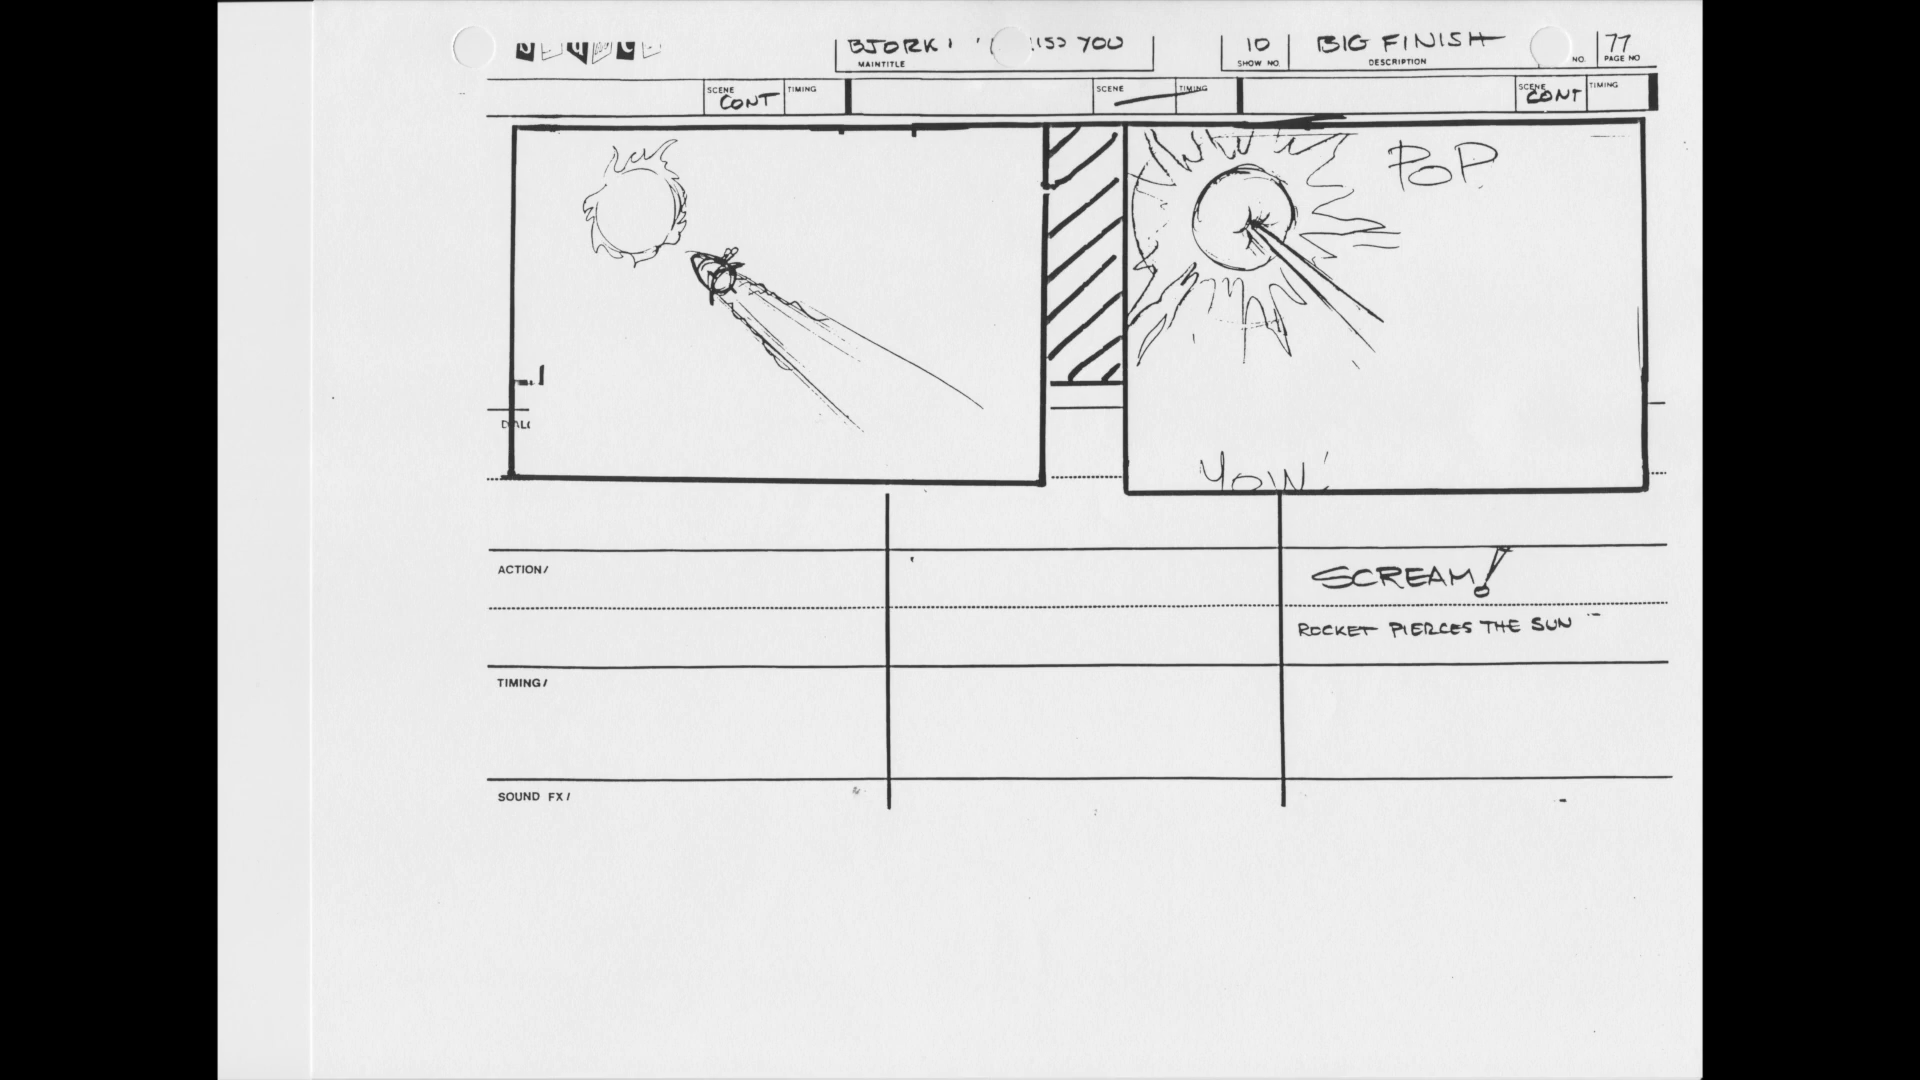 BJORK I MISS YOU
MAINTITLE
10
SHOW NO.
BIG FINISH
DESCRIPTION
NO.
77
PAGE NO
SCENE
CONT
TIMING
SCENE
TIMING
SCENE
CONT
TIMING
POP
YOW!
ACTION/
SCREAM!
ROCKET PIERCES THE SUN
TIMING/
SOUND FX/